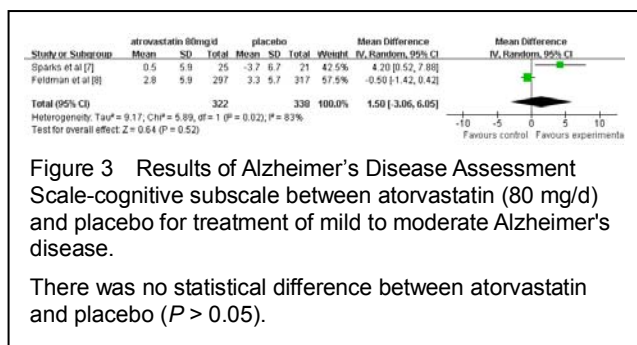 atrovastatin 80mg/d placebo Mean Difference Mean Difference
Study or Subgroup Mean SD Total Mean SD Total Weight IV, Random, 95% CI IV, Random, 95% CI
Sparks et al [7] 0.5 5.9 25 -3.7 6.7 21 42.5% 4.20 [0.52, 7.88]
Feldman et al [8] 2.8 5.9 297 3.3 5.7 317 57.5% -0.50 [-1.42, 0.42]
Total (95% CI) 322 338 100.0% 1.50 [-3.06, 6.05]
Heterogeneity: Tau² = 9.17; Chi² = 5.89, df = 1 (P = 0.02); I² = 83%
Test for overall effect: Z = 0.64 (P = 0.52)
-10 -5 0 5 10
Favours control Favours experimenta
Figure 3 Results of Alzheimer’s Disease Assessment
Scale-cognitive subscale between atorvastatin (80 mg/d)
and placebo for treatment of mild to moderate Alzheimer's
disease.
There was no statistical difference between atorvastatin
and placebo (P > 0.05).